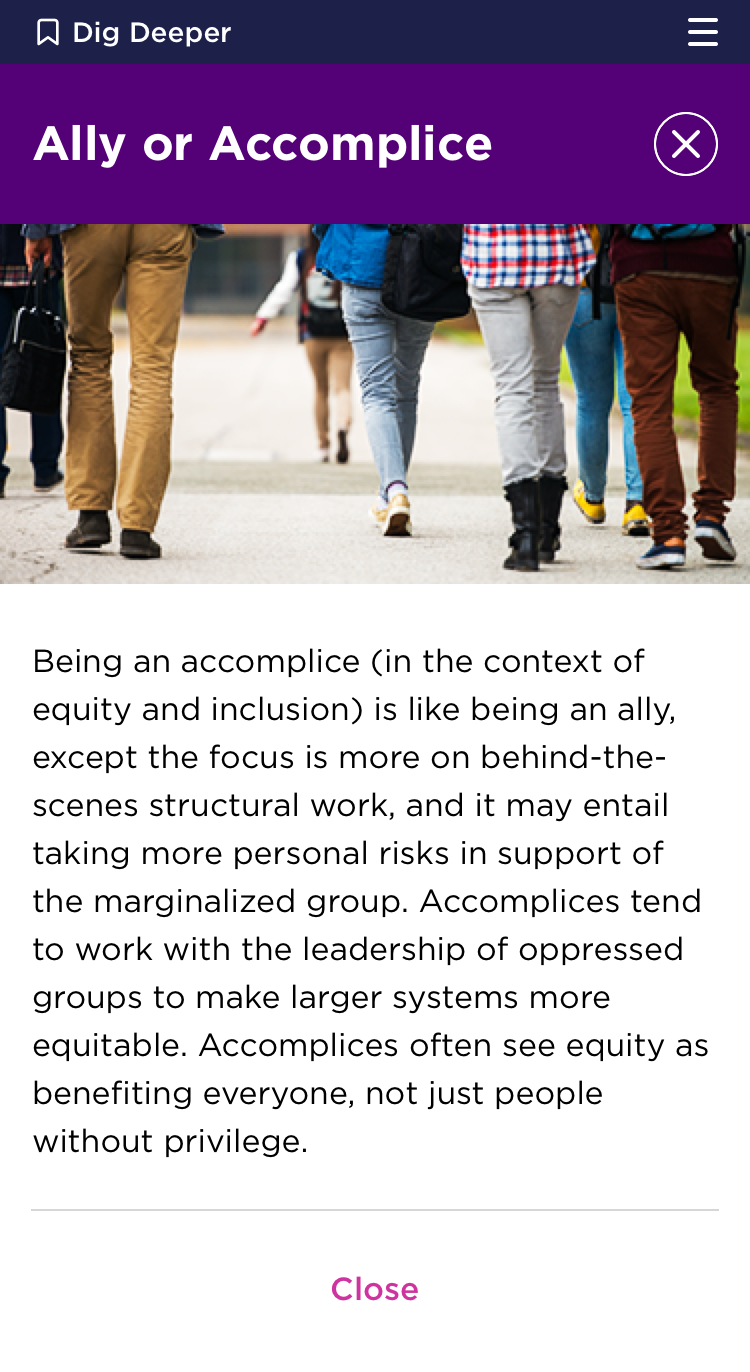 Dig Deeper
Ally or Accomplice
Being an accomplice (in the context of
equity and inclusion) is like being an ally,
except the focus is more on behind-the-
scenes structural work, and it may entail
taking more personal risks in support of
the marginalized group. Accomplices tend
to work with the leadership of oppressed
groups to make larger systems more
equitable. Accomplices often see equity as
benefiting everyone, not just people
without privilege.
Close